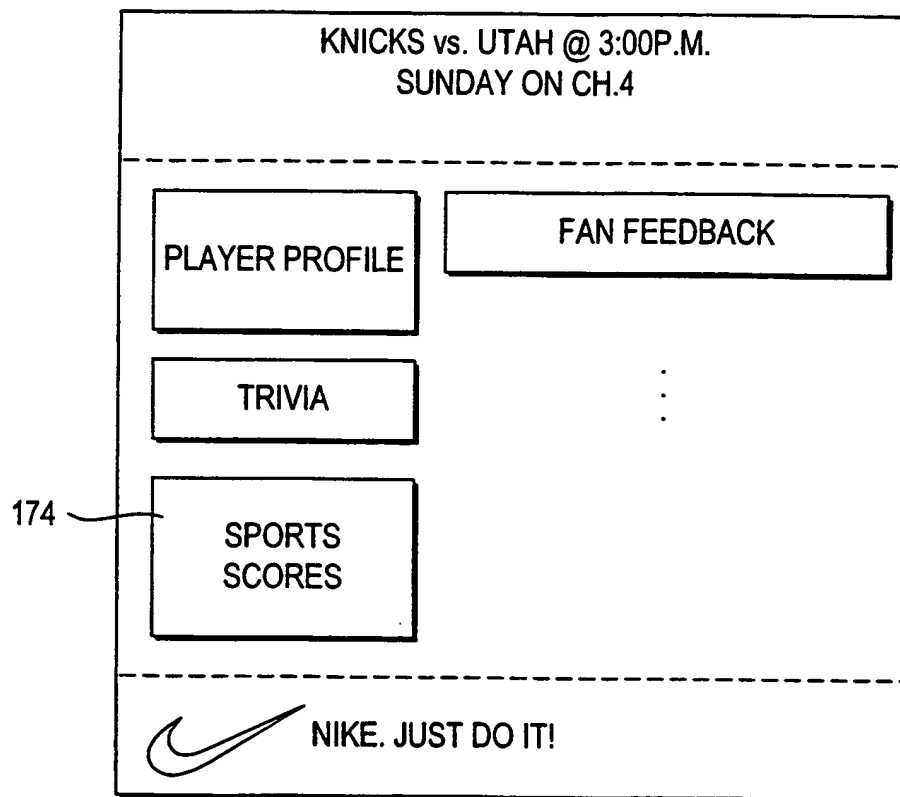 KNICKS vs. UTAH @ 3:00P.M.
SUNDAY ON CH.4
PLAYER PROFILE
FAN FEEDBACK
TRIVIA
174
SPORTS
SCORES
NIKE. JUST DO IT!